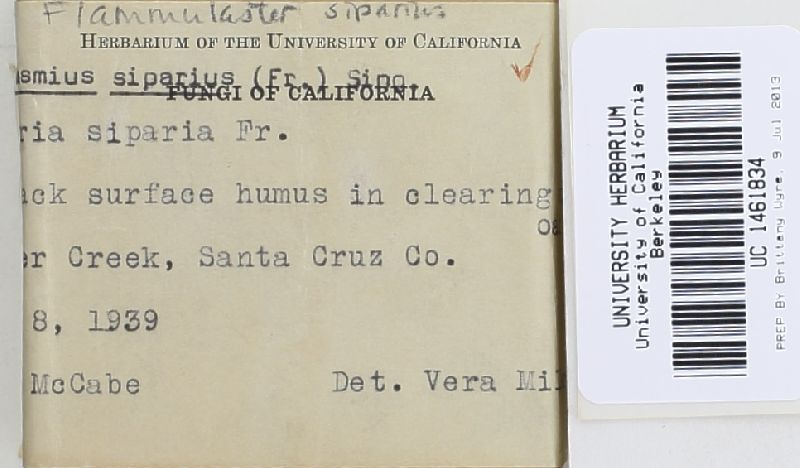 Flammulaster siparius
HERBARIUM OF THE UNIVERSITY OF CALIFORNIA
smius siparius (Fr.) Sing.
FUNGI OF CALIFORNIA
ria siparia Fr.
ack surface humus in clearing
Oa
er Creek, Santa Cruz Co.
8, 1939
McCabe Det. Vera Mil
UNIVERSITY HERBARIUM
University of California
Berkeley
UC 1461834
PREP By Brittany Wyre, 9 Jul 2013